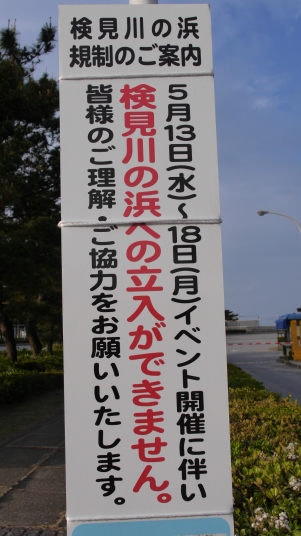 検見川の浜
規制のご案内
5月13日(水)~18日(月)イベント開催に伴い
検見川の浜への立入ができません。
皆様のご理解・ご協力をお願いいたします。